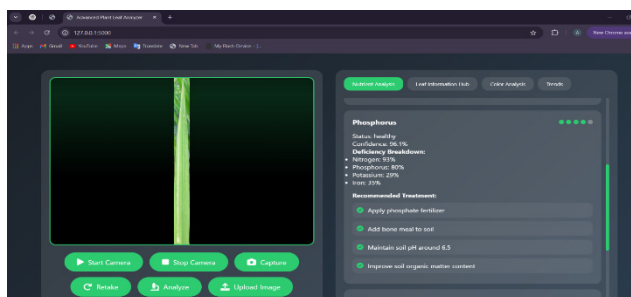 Advanced Plant Leaf Analyzer
127.0.0.1:5000
New Chrome
Apps
Gmail
YouTube
Maps
Translate
New Tab
Nutrient Analysis
Leaf Information Hub
Color Analysis
Trends
Phosphorus
Status: healthy
Confidence: 96.1%
Deficiency Breakdown:
Nitrogen: 93%
Phosphorus: 80%
Potassium: 29%
Iron: 35%
Recommended Treatment:
Apply phosphate fertilizer
Add bone meal to soil
Maintain soil pH around 6.5
Improve soil organic matter content
Start Camera
Stop Camera
Capture
Retake
Analyze
Upload Image